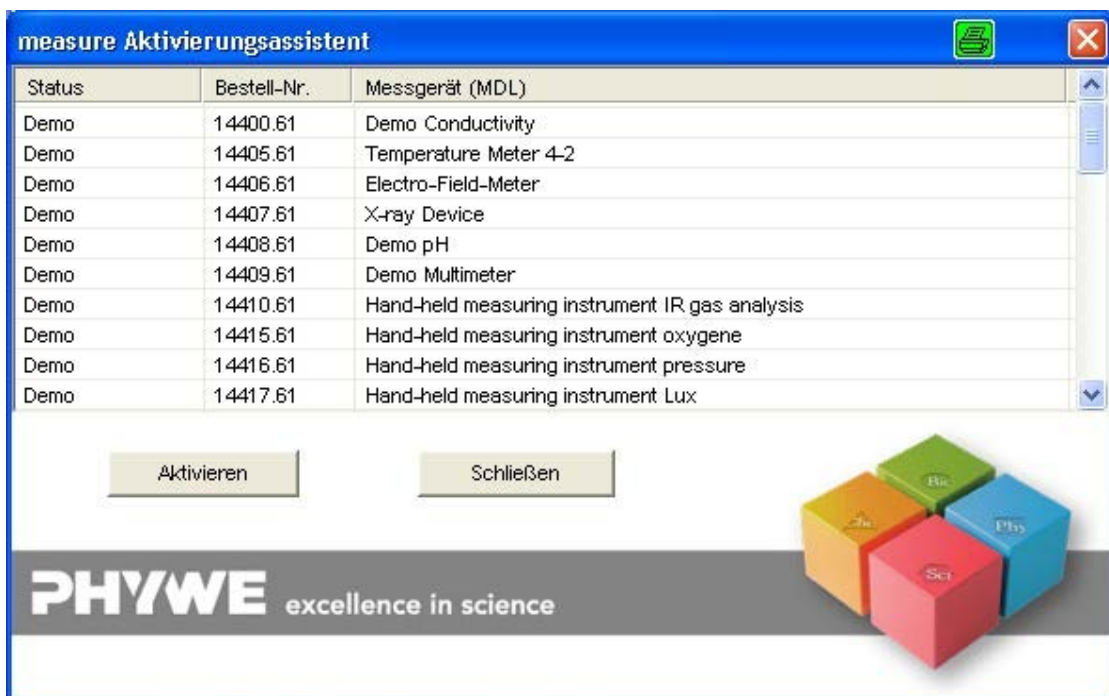 measure Aktivierungsassistent
Status Bestell-Nr. Messgerät (MDL)
Demo 14400.61 Demo Conductivity
Demo 14405.61 Temperature Meter 4-2
Demo 14406.61 Electro-Field-Meter
Demo 14407.61 X-ray Device
Demo 14408.61 Demo pH
Demo 14409.61 Demo Multimeter
Demo 14410.61 Hand-held measuring instrument IR gas analysis
Demo 14415.61 Hand-held measuring instrument oxygene
Demo 14416.61 Hand-held measuring instrument pressure
Demo 14417.61 Hand-held measuring instrument Lux
Aktivieren Schließen
Bio
Che Phy
Sci
PHYWE excellence in science